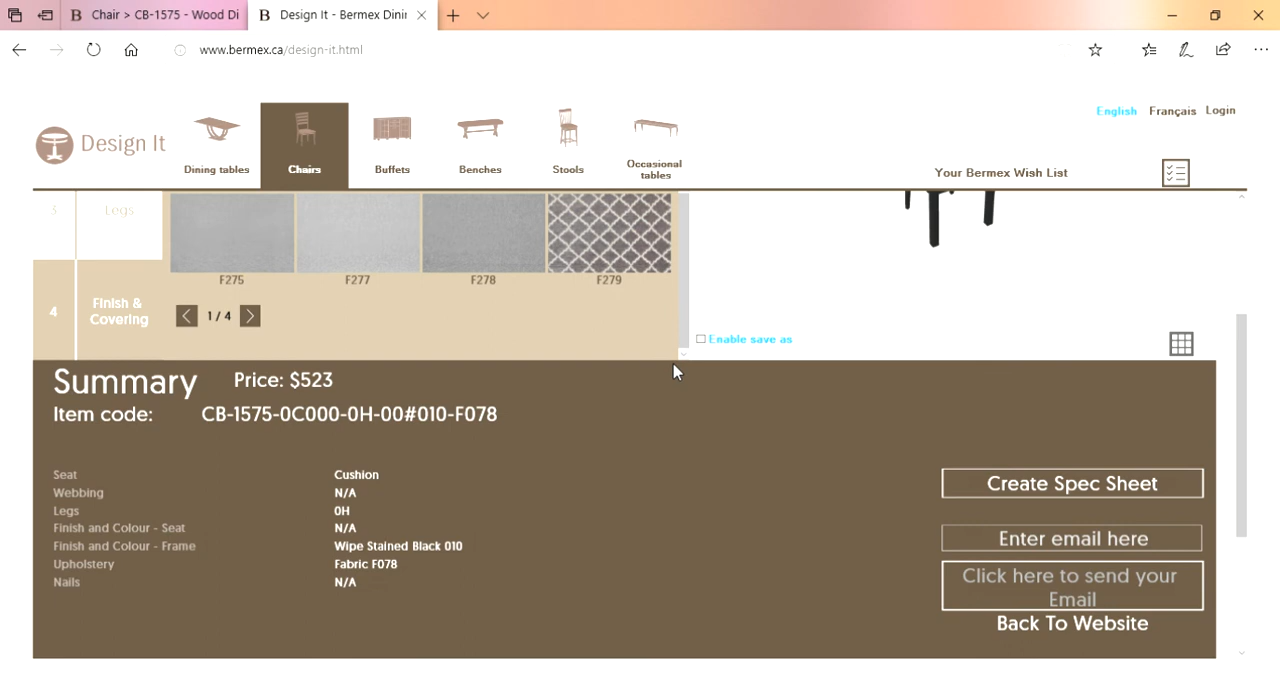 B Chair > CB-1575 - Wood Di
B Design It - Bermex Dinir
www.bermex.ca/design-it.html
English Français Login
Design It
Dining tables
Chairs
Buffets
Benches
Stools
Occasional
tables
Your Bermex Wish List
3 Legs
F275 F277 F278 F279
4 Finish &
Covering
1 / 4
Enable save as
Summary Price: $523
Item code: CB-1575-0C000-0H-00#010-F078
Seat Cushion
Webbing N/A
Legs 0H
Finish and Colour - Seat N/A
Finish and Colour - Frame Wipe Stained Black 010
Upholstery Fabric F078
Nails N/A
Create Spec Sheet
Enter email here
Click here to send your
Email
Back To Website